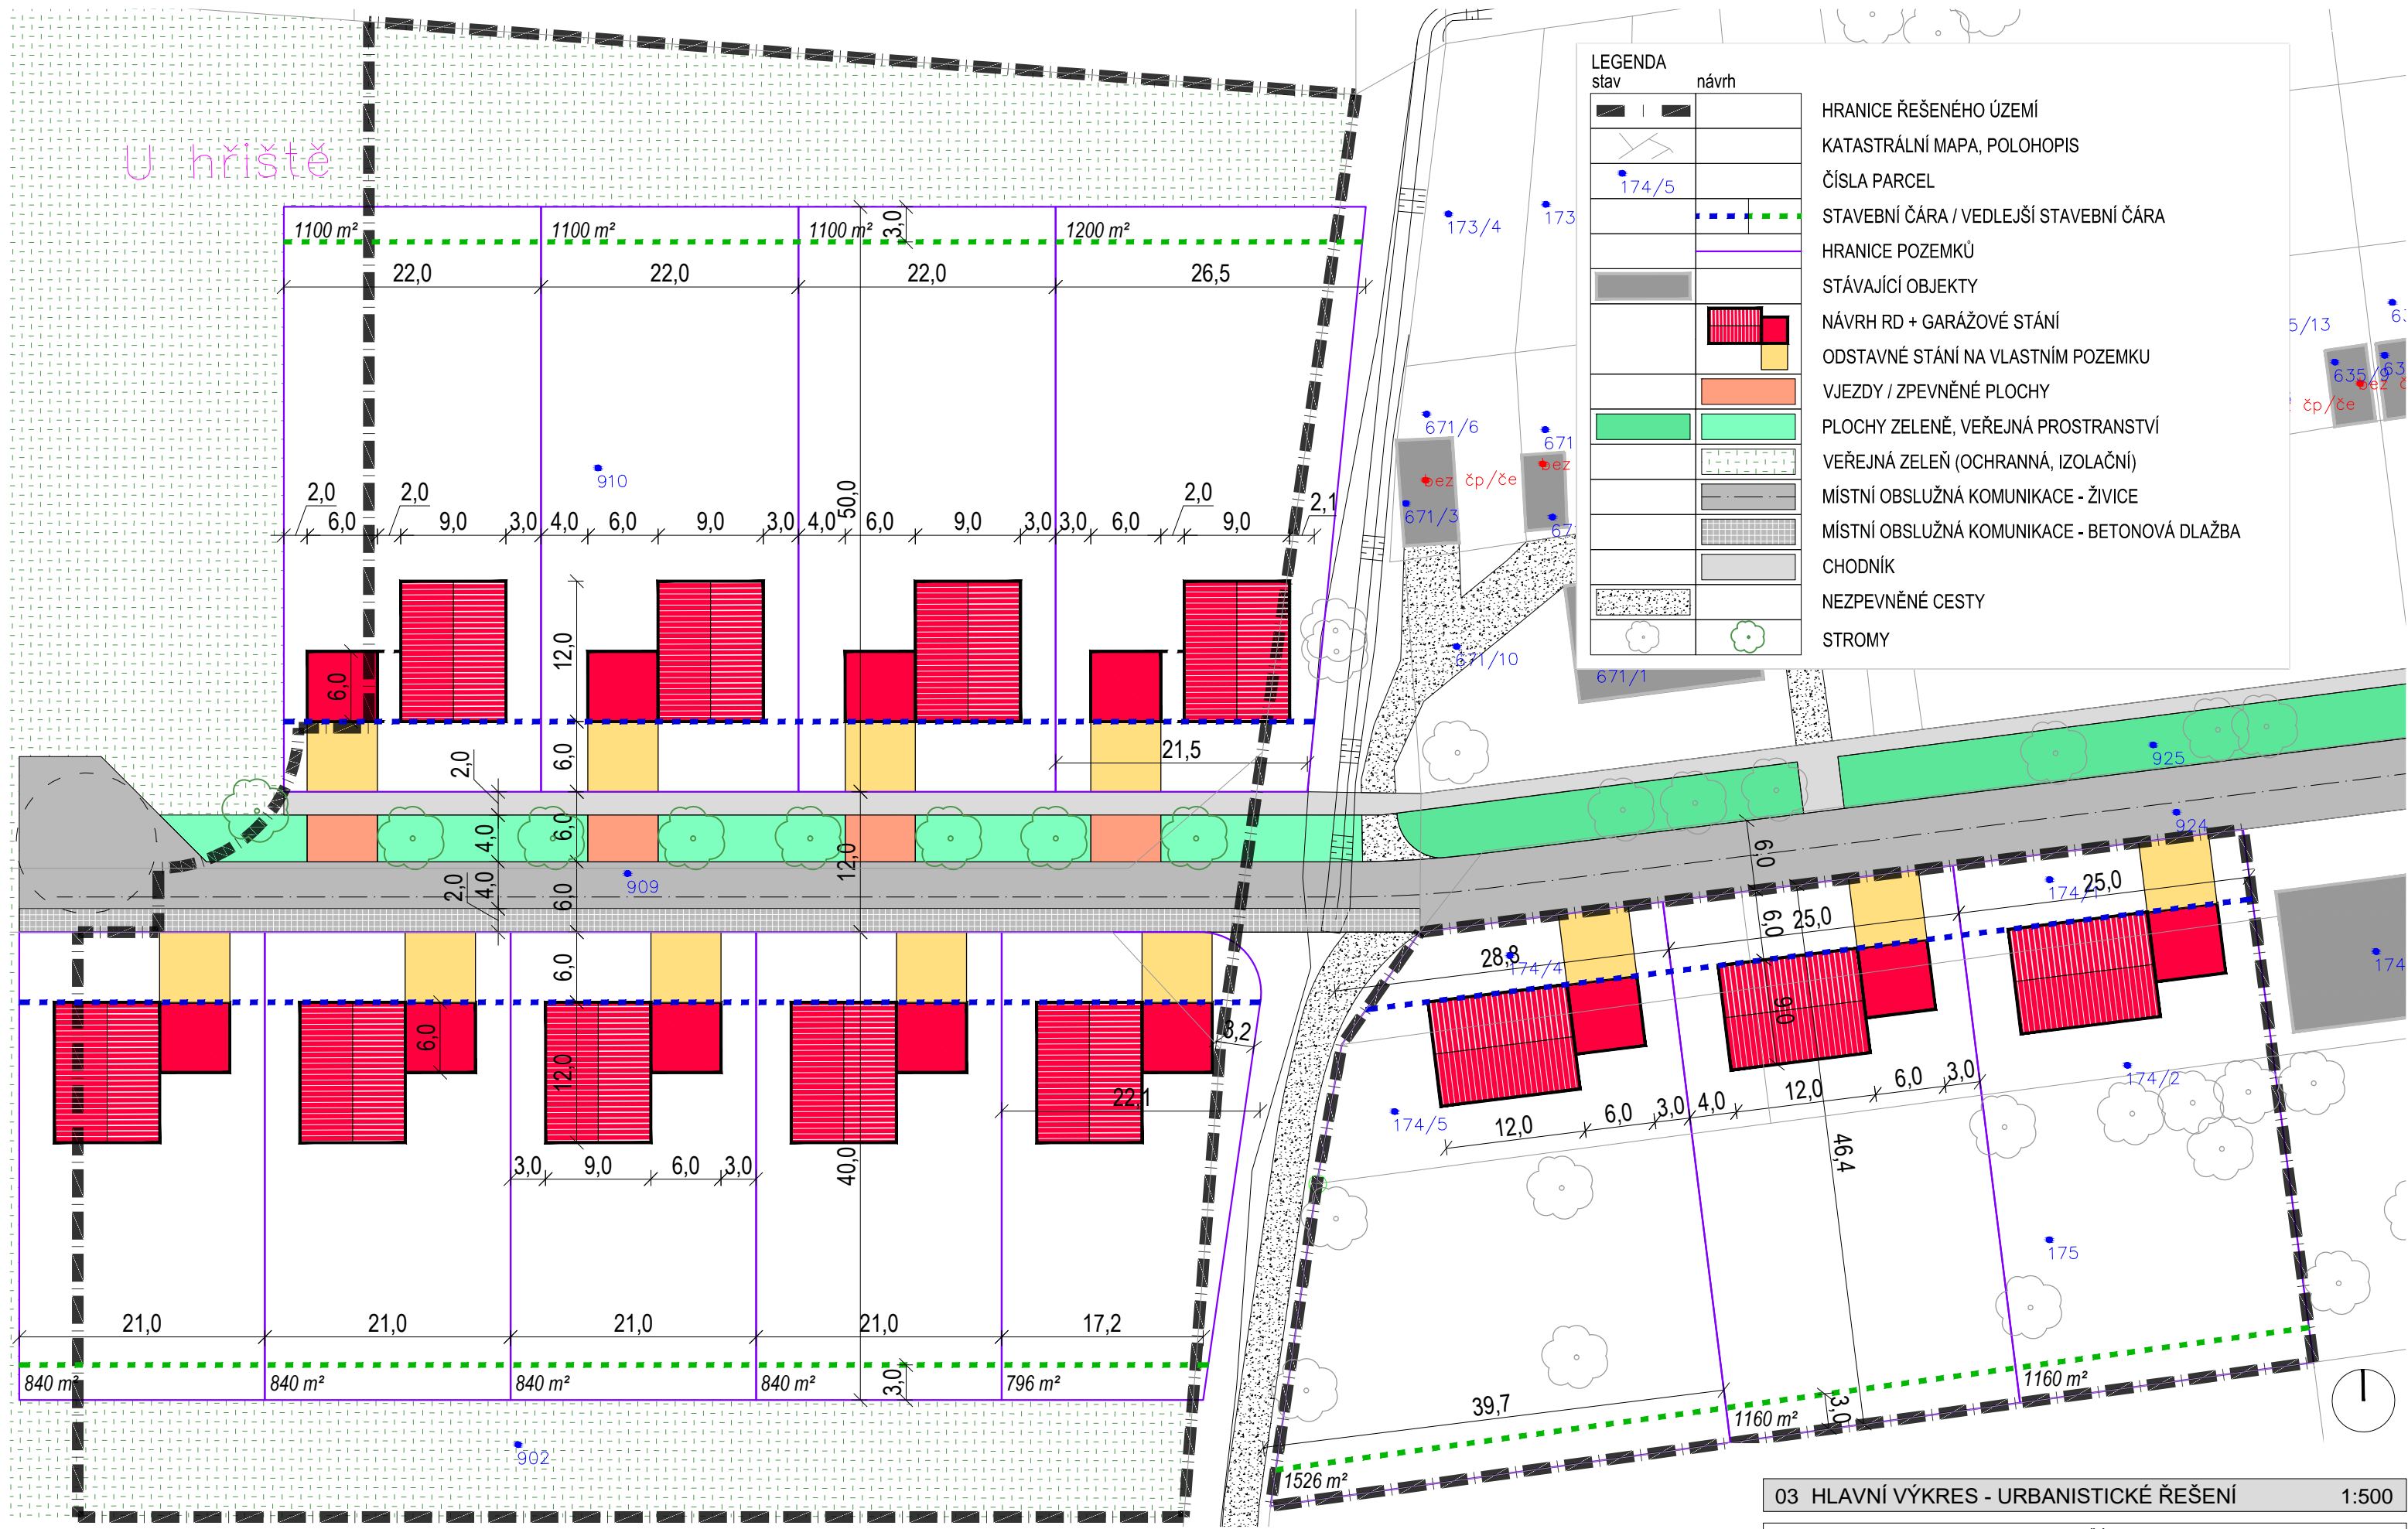 LEGENDA
stav návrh
HRANICE ŘEŠENÉHO ÚZEMÍ
KATASTRÁLNÍ MAPA, POLOHOPIS
174/5 ČÍSLA PARCEL
STAVEBNÍ ČÁRA / VEDLEJŠÍ STAVEBNÍ ČÁRA
HRANICE POZEMKŮ
STÁVAJÍCÍ OBJEKTY
NÁVRH RD + GARÁŽOVÉ STÁNÍ
ODSTAVNÉ STÁNÍ NA VLASTNÍM POZEMKU
VJEZDY / ZPEVNĚNÉ PLOCHY
PLOCHY ZELENĚ, VEŘEJNÁ PROSTRANSTVÍ
VEŘEJNÁ ZELEŇ (OCHRANNÁ, IZOLAČNÍ)
MÍSTNÍ OBSLUŽNÁ KOMUNIKACE - ŽIVICE
MÍSTNÍ OBSLUŽNÁ KOMUNIKACE - BETONOVÁ DLAŽBA
CHODNÍK
NEZPEVNĚNÉ CESTY
STROMY
U hřiště
1100 m² 1100 m² 1100 m² 3,0 1200 m²
22,0 22,0 22,0 26,5
173/4 173
5/13
635/9
čp/če
671/6 671
bez čp/če bez
671/3
671/10
671/1
910
50,0
2,0 2,0 2,0 2,1
6,0 9,0 3,0 4,0 6,0 9,0 3,0 4,0 6,0 9,0 3,0 3,0 6,0 9,0
12,0
6,0
2,0 6,0 21,5
925
4,0 6,0 12,0
924
6,0
909
2,0 4,0 6,0
174/1 25,0
6,0 25,0
28,8 174/4
174
6,0
3,2
6,0 12,0
9,0
22,1
174/5
174/2
12,0 6,0 3,0 4,0 12,0 6,0 3,0
46,4
3,0 9,0 6,0 3,0
40,0
175
21,0 21,0 21,0 21,0 17,2
840 m² 840 m² 840 m² 840 m² 3,0 796 m²
39,7
3,0
1160 m²
1160 m²
1526 m²
902
03 HLAVNÍ VÝKRES - URBANISTICKÉ ŘEŠENÍ 1:500